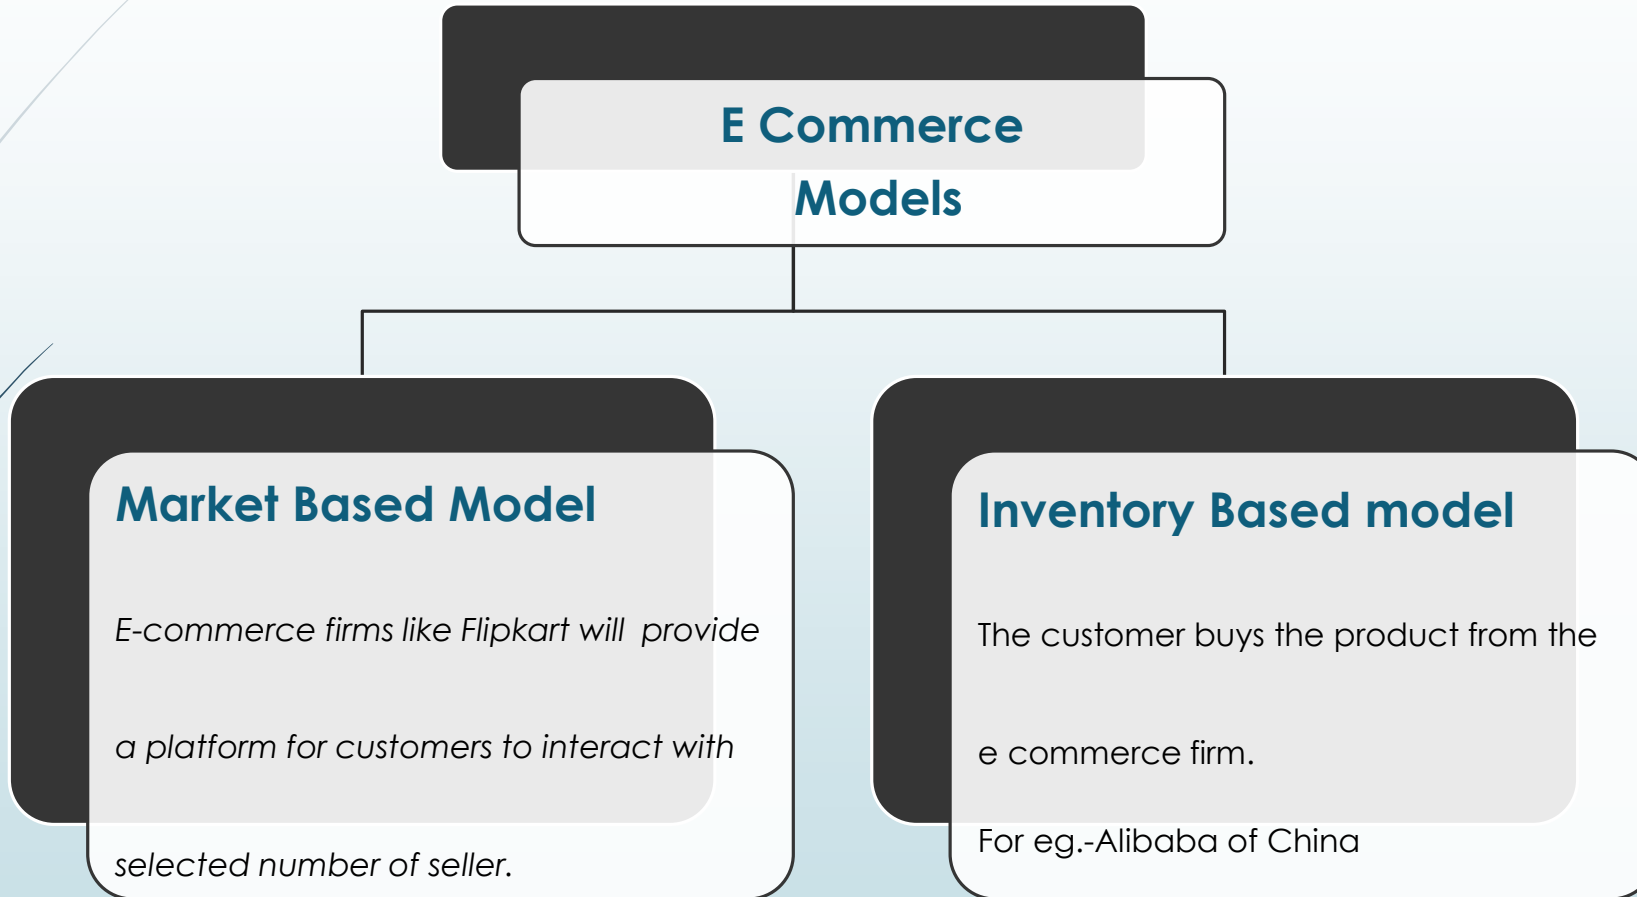 E Commerce
Models
Market Based Model
E-commerce firms like Flipkart will  provide
a platform for customers to interact with
selected number of seller.
Inventory Based model
The customer buys the product from the
e commerce firm.
For eg.-Alibaba of China